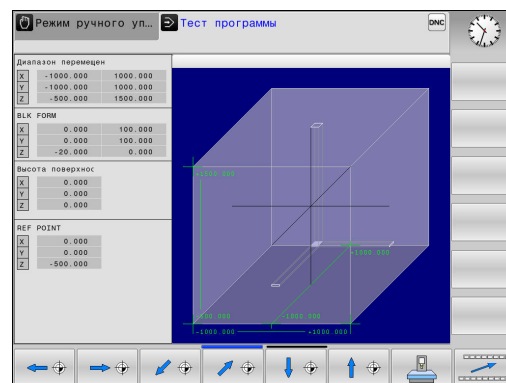 Режим ручного уп…
Тест программы
DNC
Диапазон перемещен
X -1000.000 1000.000
Y -1000.000 1000.000
Z -500.000 1500.000
BLK FORM
X 0.000 100.000
Y 0.000 100.000
Z -20.000 0.000
Высота поверхнос
X 0.000
Y 0.000
Z 0.000
REF POINT
X 0.000
Y 0.000
Z -500.000
+1500.000
+1000.000
-1000.000
-1000.000 +1000.000